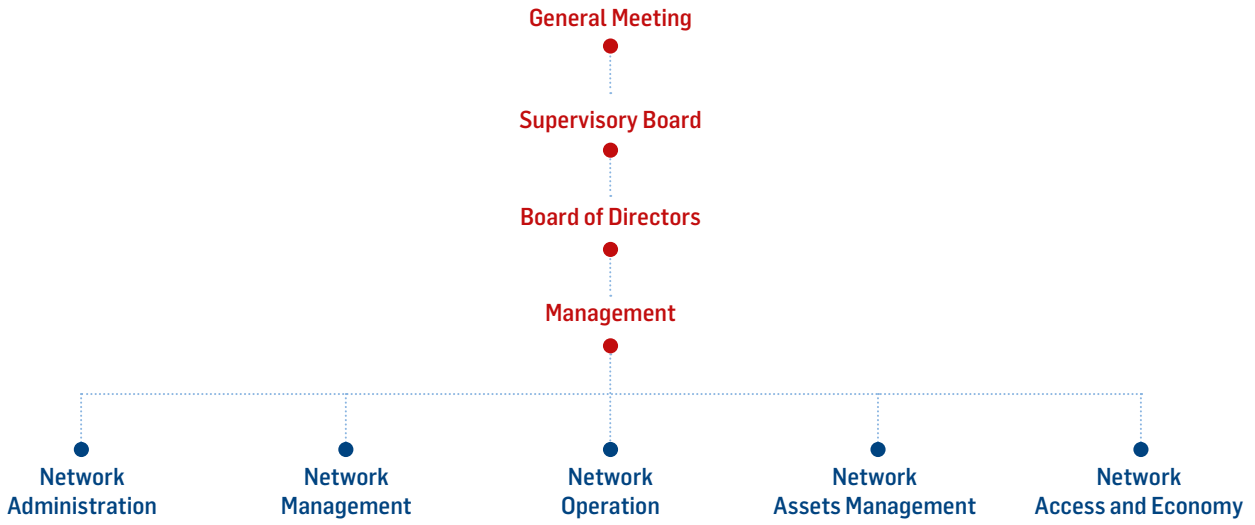 General Meeting
Supervisory Board
Board of Directors
Management
Network
Administration
Network
Management
Network
Operation
Network
Assets Management
Network
Access and Economy